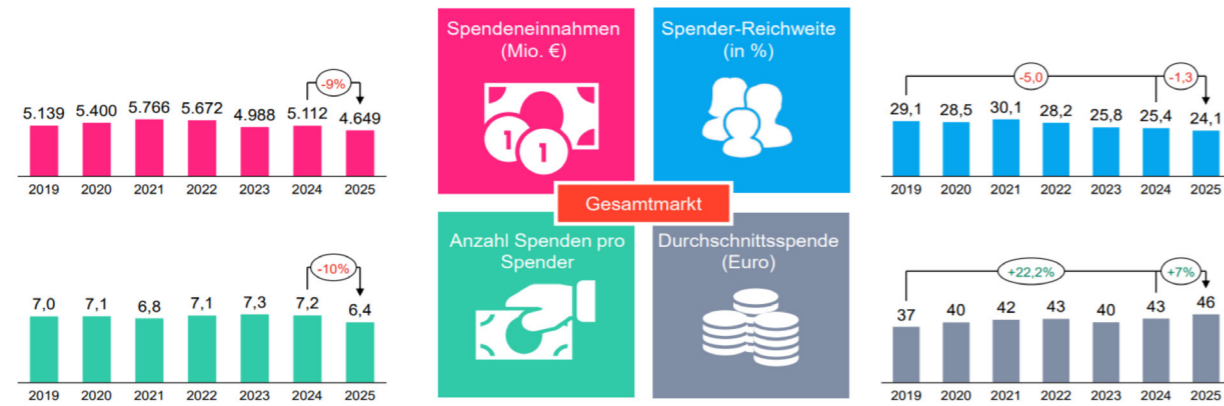 Spendeneinnahmen
(Mio. €)
Spender-Reichweite
(in %)
-9%
5.139 5.400 5.766 5.672 4.988 5.112 4.649
2019 2020 2021 2022 2023 2024 2025
1 1
-5,0 -1,3
29,1 28,5 30,1 28,2 25,8 25,4 24,1
2019 2020 2021 2022 2023 2024 2025
Gesamtmarkt
Anzahl Spenden pro
Spender
Durchschnittsspende
(Euro)
-10%
7,0 7,1 6,8 7,1 7,3 7,2 6,4
2019 2020 2021 2022 2023 2024 2025
+22,2% +7%
37 40 42 43 40 43 46
2019 2020 2021 2022 2023 2024 2025